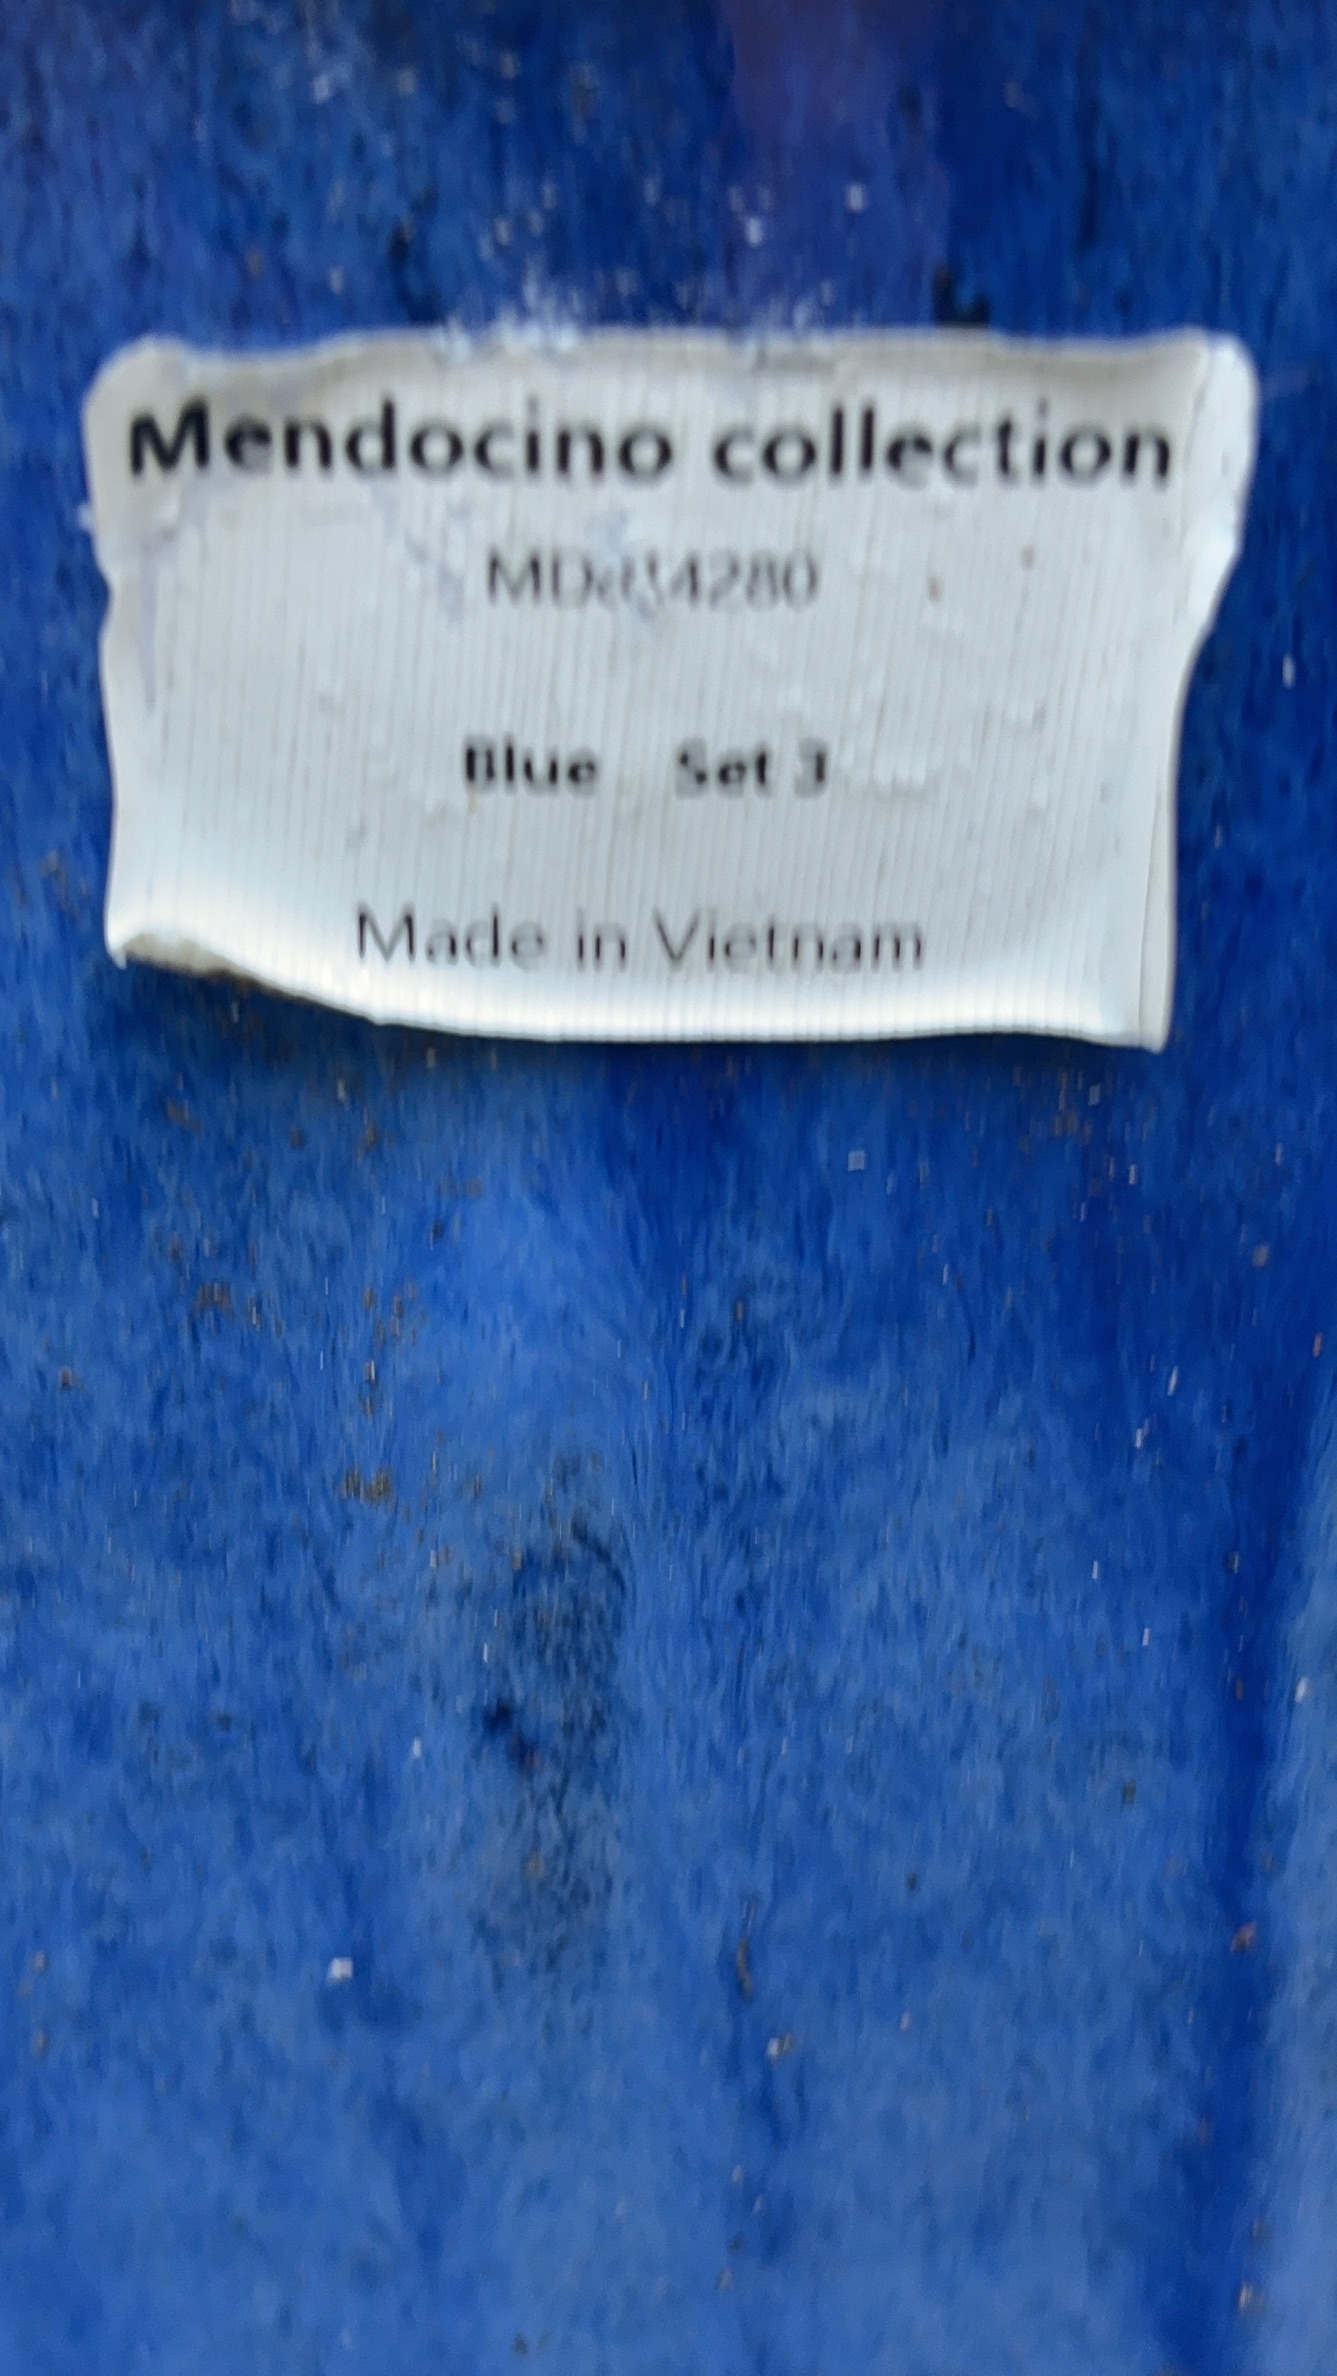 Mendocino collection
Blue Set 3
Made in Vietnam